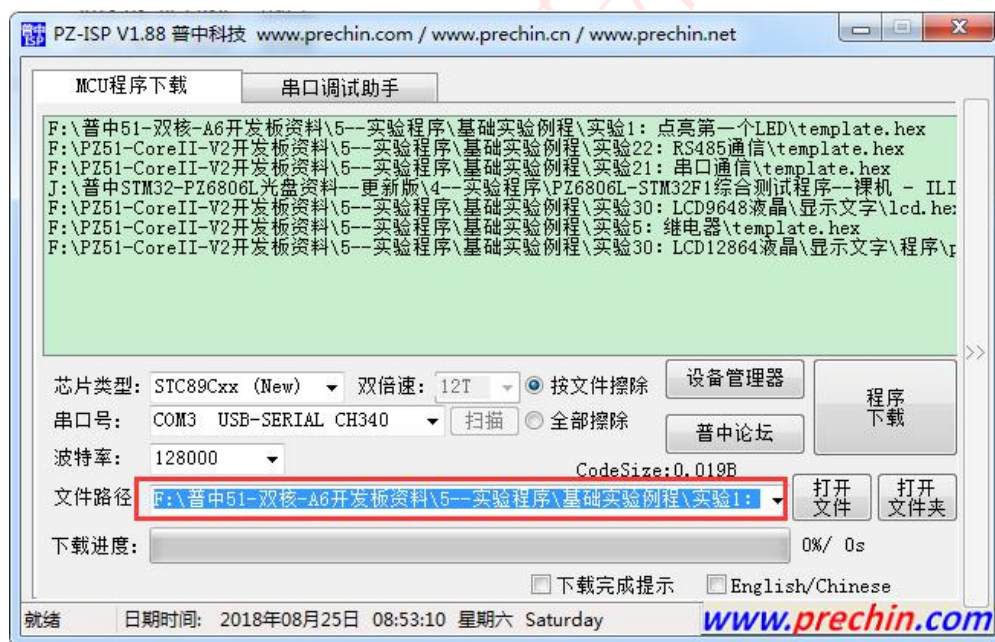 普中ISP PZ-ISP V1.88 普中科技 www.prechin.com / www.prechin.cn / www.prechin.net
MCU程序下载 串口调试助手
F:\普中51-双核-A6开发板资料\5--实验程序\基础实验例程\实验1：点亮第一个LED\template.hex
F:\PZ51-CoreII-V2开发板资料\5--实验程序\基础实验例程\实验22：RS485通信\template.hex
F:\PZ51-CoreII-V2开发板资料\5--实验程序\基础实验例程\实验21：串口通信\template.hex
J:\普中STM32-PZ6806L光盘资料--更新版\4--实验程序\PZ6806L-STM32F1综合测试程序--裸机 - ILI
F:\PZ51-CoreII-V2开发板资料\5--实验程序\基础实验例程\实验30：LCD9648液晶\显示文字\lcd.he
F:\PZ51-CoreII-V2开发板资料\5--实验程序\基础实验例程\实验5：继电器\template.hex
F:\PZ51-CoreII-V2开发板资料\5--实验程序\基础实验例程\实验30：LCD12864液晶\显示文字\程序\p
>>
芯片类型： STC89Cxx (New) 双倍速： 12T 按文件擦除 设备管理器 程序下载
串口号： COM3 USB-SERIAL CH340 扫描 全部擦除 普中论坛
波特率： 128000 CodeSize:0.019B
文件路径 F:\普中51-双核-A6开发板资料\5--实验程序\基础实验例程\实验1： 打开文件 打开文件夹
下载进度： 0%/ 0s
下载完成提示 English/Chinese
就绪 日期时间： 2018年08月25日 08:53:10 星期六 Saturday www.prechin.com